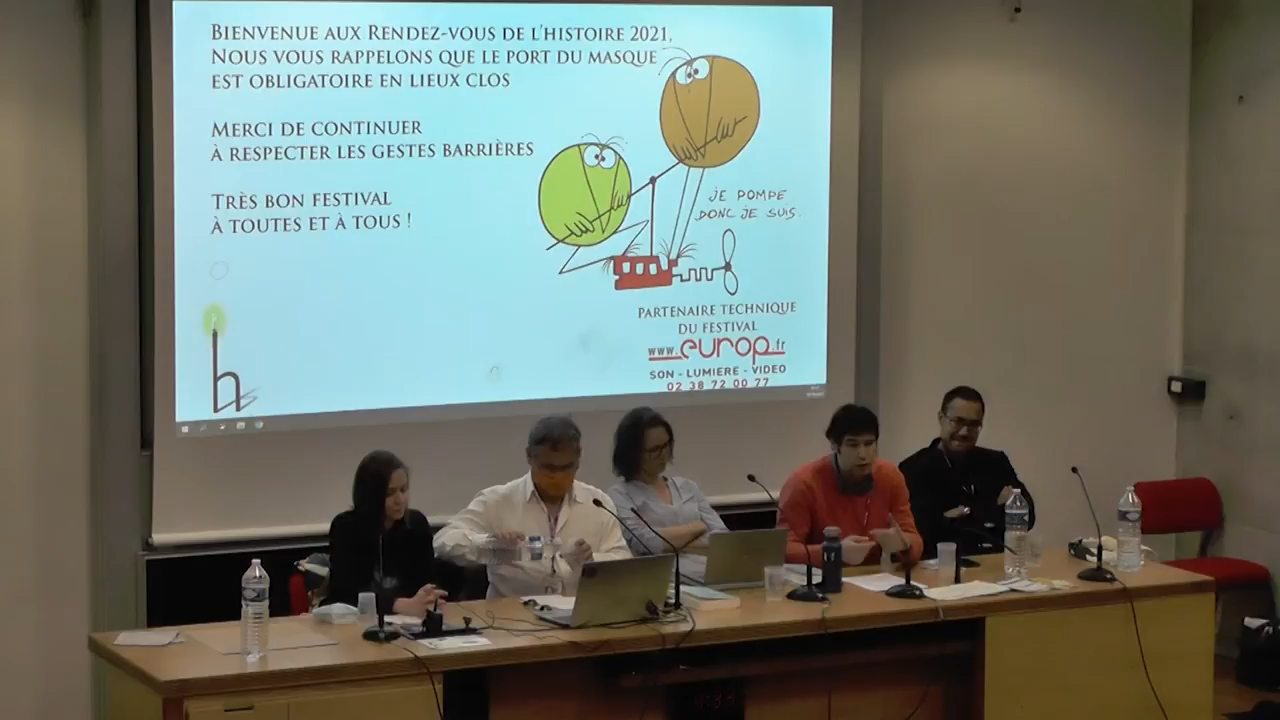 BIENVENUE AUX RENDEZ-VOUS DE L'HISTOIRE 2021,
NOUS VOUS RAPPELONS QUE LE PORT DU MASQUE
EST OBLIGATOIRE EN LIEUX CLOS
MERCI DE CONTINUER
À RESPECTER LES GESTES BARRIÈRES
TRÈS BON FESTIVAL
À TOUTES ET À TOUS !
JE POMPE
DONC JE SUIS.
PARTENAIRE TECHNIQUE
DU FESTIVAL
www.europ.fr
SON - LUMIERE - VIDEO
02 38 72 00 77
h